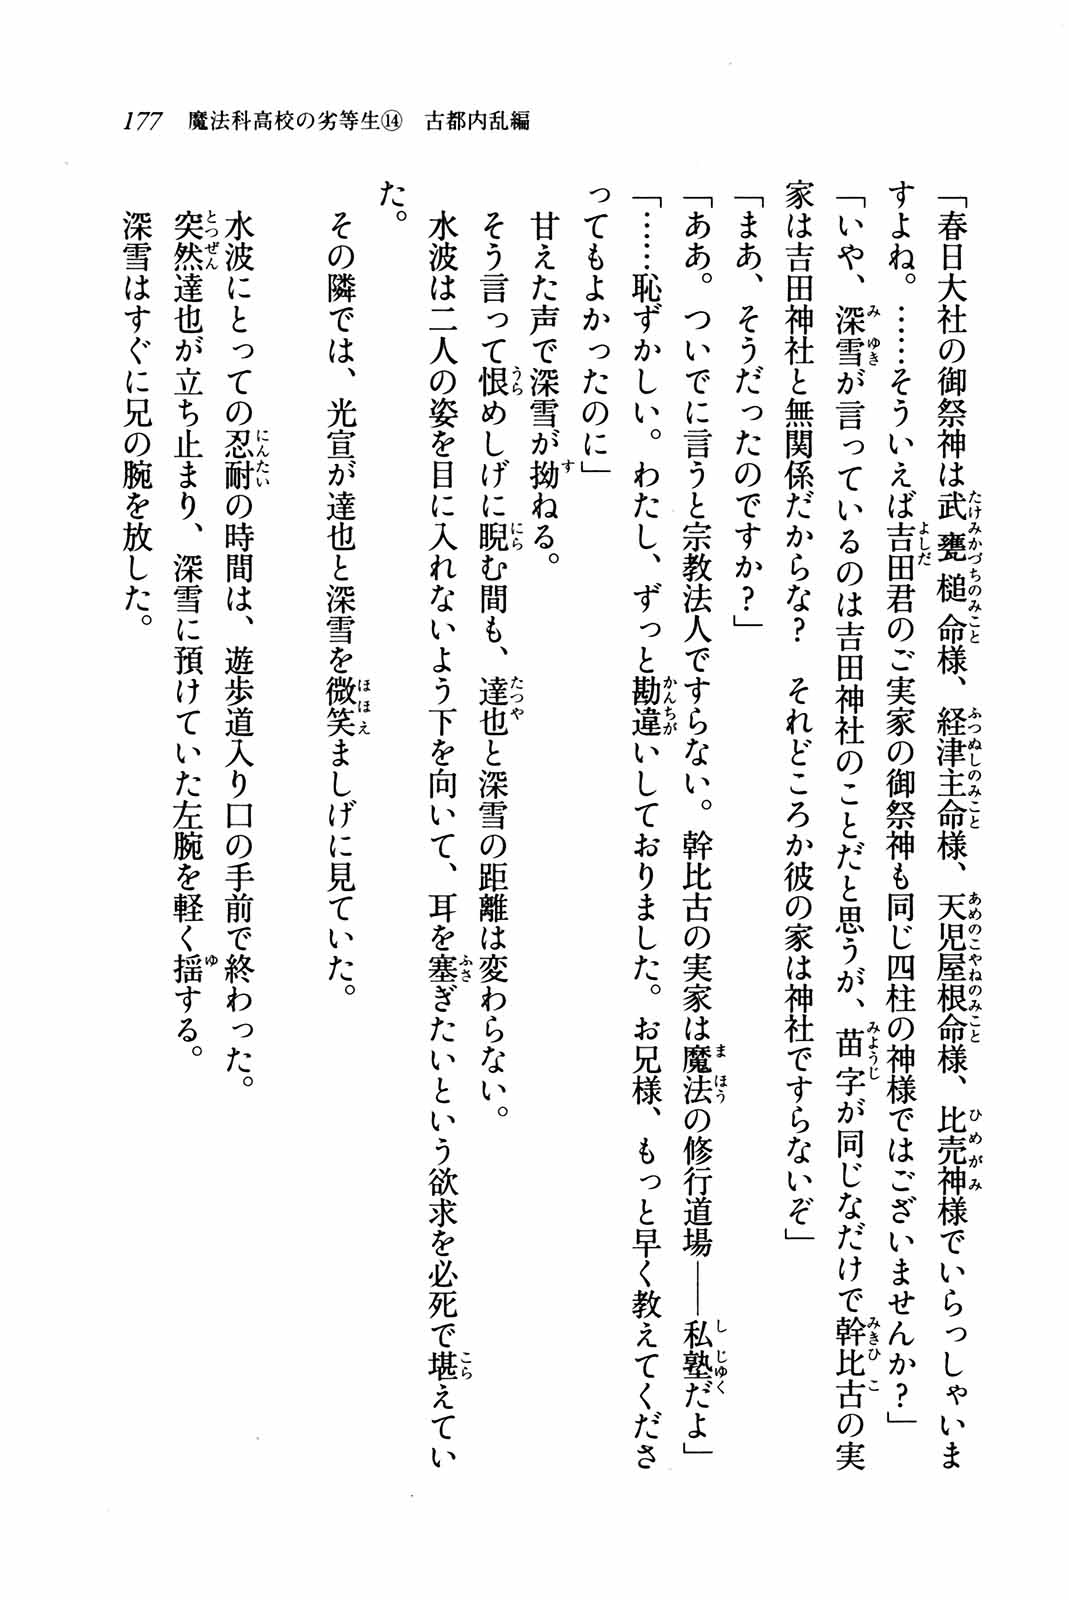 177　魔法科高校の劣等生⑭　古都内乱編
「春日大社の御祭神は武甕槌命様、経津主命様、天児屋根命様、比売神様でいらっしゃいま
すよね。……そういえば吉田君のご実家の御祭神も同じ四柱の神様ではございませんか？」
「いや、深雪が言っているのは吉田神社のことだと思うが、苗字が同じなだけで幹比古の実
家は吉田神社と無関係だからな？　それどころか彼の家は神社ですらないぞ」
「まあ、そうだったのですか？」
「ああ。ついでに言うと宗教法人ですらない。幹比古の実家は魔法の修行道場――私塾だよ」
「……恥ずかしい。わたし、ずっと勘違いしておりました。お兄様、もっと早く教えてくださ
ってもよかったのに」
甘えた声で深雪が拗ねる。
そう言って恨めしげに睨む間も、達也と深雪の距離は変わらない。
水波は二人の姿を目に入れないよう下を向いて、耳を塞ぎたいという欲求を必死で堪えてい
た。
その隣では、光宣が達也と深雪を微笑ましげに見ていた。
水波にとっての忍耐の時間は、遊歩道入り口の手前で終わった。
突然達也が立ち止まり、深雪に預けていた左腕を軽く揺する。
深雪はすぐに兄の腕を放した。